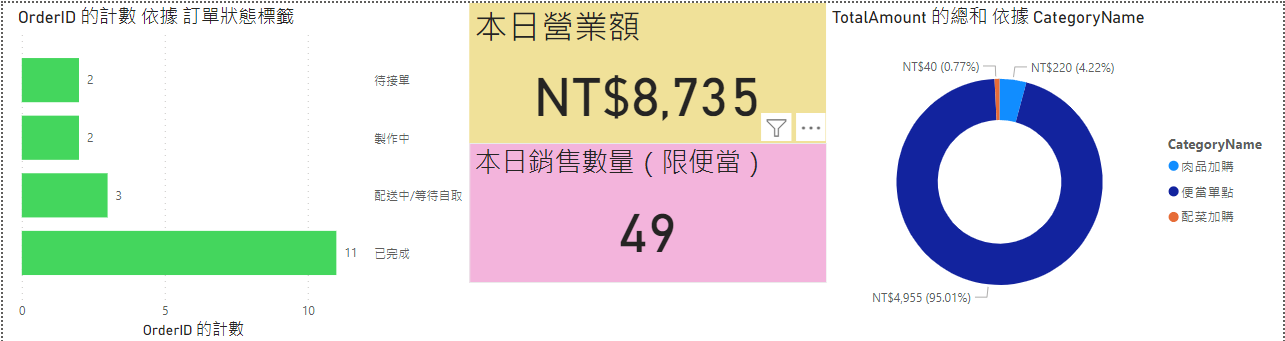 OrderID 的計數 依據 訂單狀態標籤
2
待接單
2
製作中
3
配送中/等待自取
11
已完成
0
5
10
OrderID 的計數
本日營業額
NT$8,735
本日銷售數量（限便當）
49
TotalAmount 的總和 依據 CategoryName
NT$40 (0.77%)
NT$220 (4.22%)
NT$4,955 (95.01%)
CategoryName
肉品加購
便當單點
配菜加購